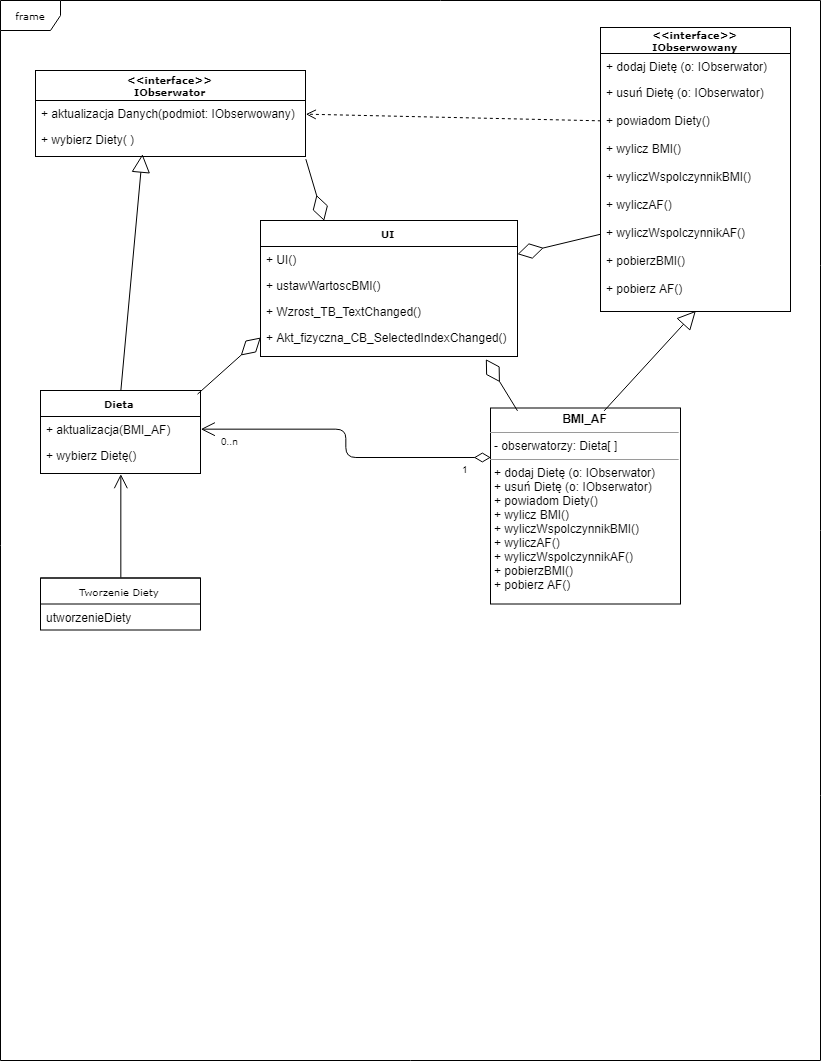 frame
<<interface>>
IObserwator
+ aktualizacja Danych(podmiot: IObserwowany)
+ wybierz Diety( )
<<interface>>
IObserwowany
+ dodaj Dietę (o: IObserwator)
+ usuń Dietę (o: IObserwator)
+ powiadom Diety()
+ wylicz BMI()
+ wyliczWspolczynnikBMI()
+ wyliczAF()
+ wyliczWspolczynnikAF()
+ pobierzBMI()
+ pobierz AF()
UI
+ UI()
+ ustawWartoscBMI()
+ Wzrost_TB_TextChanged()
+ Akt_fizyczna_CB_SelectedIndexChanged()
Dieta
+ aktualizacja(BMI_AF)
+ wybierz Dietę()
0..n
1
BMI_AF
- obserwatorzy: Dieta[ ]
+ dodaj Dietę (o: IObserwator)
+ usuń Dietę (o: IObserwator)
+ powiadom Diety()
+ wylicz BMI()
+ wyliczWspolczynnikBMI()
+ wyliczAF()
+ wyliczWspolczynnikAF()
+ pobierzBMI()
+ pobierz AF()
Tworzenie Diety
utworzenieDiety